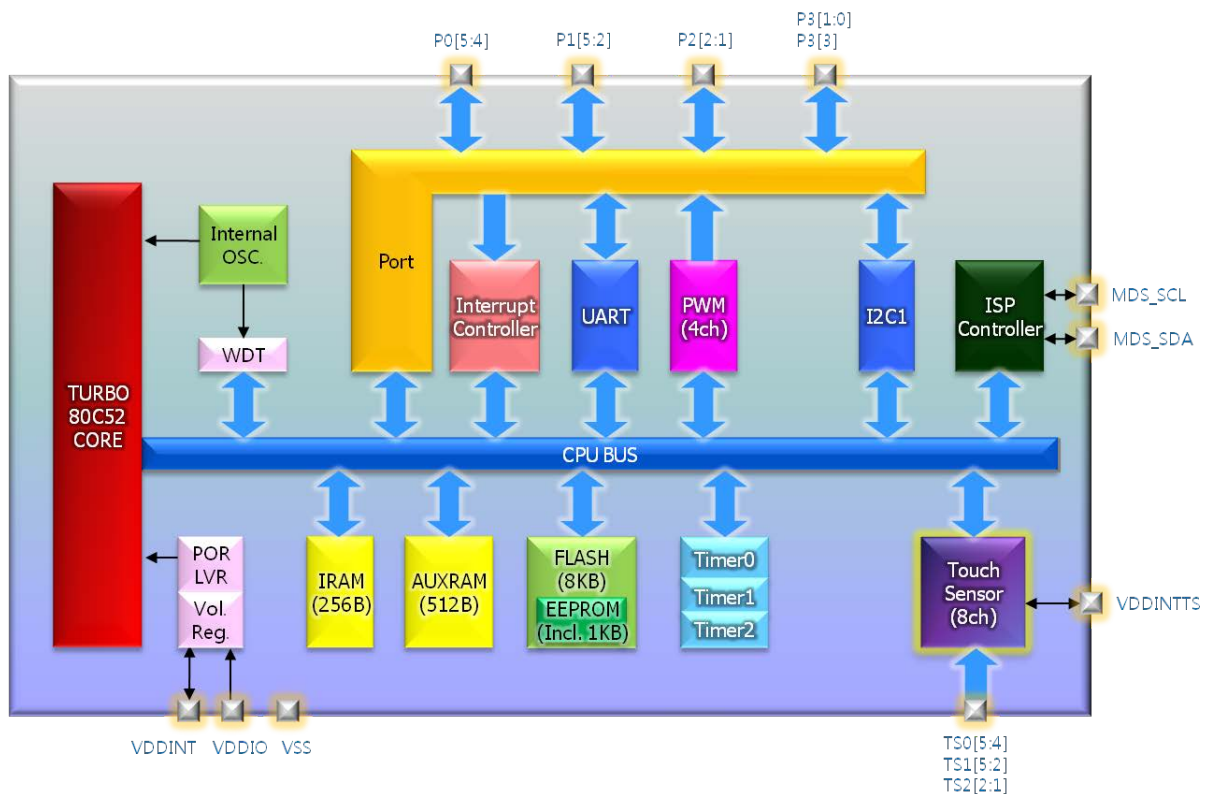 P0[5:4]
P1[5:2]
P2[2:1]
P3[1:0]
P3[3]
Internal
OSC.
Port
Interrupt
Controller
UART
PWM
(4ch)
I2C1
ISP
Controller
MDS_SCL
MDS_SDA
WDT
TURBO
80C52
CORE
CPU BUS
POR
LVR
Vol.
Reg.
IRAM
(256B)
AUXRAM
(512B)
FLASH
(8KB)
EEPROM
(Incl. 1KB)
Timer0
Timer1
Timer2
Touch
Sensor
(8ch)
VDDINTTS
VDDINT
VDDIO
VSS
TS0[5:4]
TS1[5:2]
TS2[2:1]